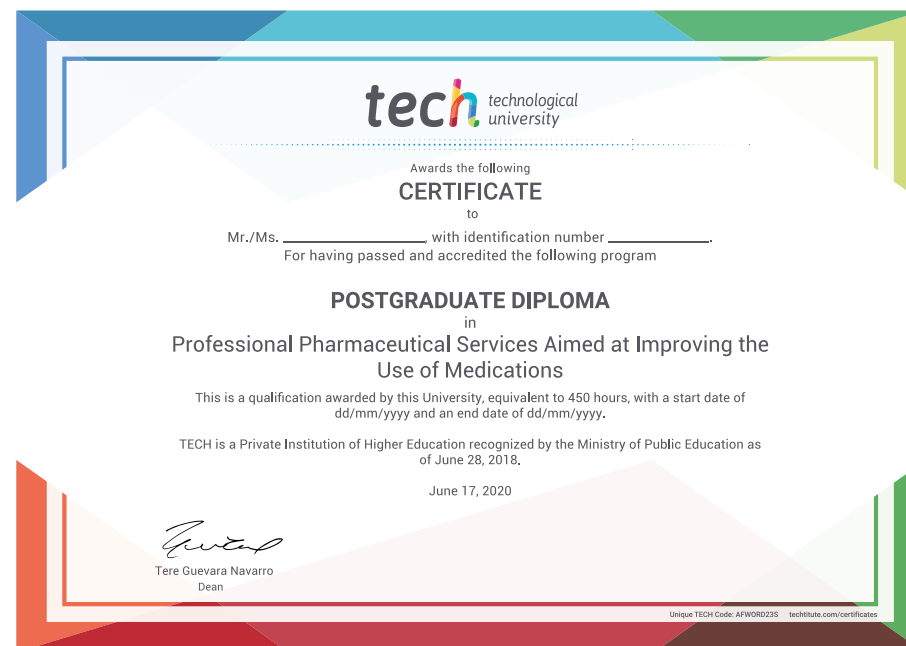 tech technological
university
Awards the following
CERTIFICATE
to
Mr./Ms. ____________________, with identification number ______________.
For having passed and accredited the following program
POSTGRADUATE DIPLOMA
in
Professional Pharmaceutical Services Aimed at Improving the
Use of Medications
This is a qualification awarded by this University, equivalent to 450 hours, with a start date of
dd/mm/yyyy and an end date of dd/mm/yyyy.
TECH is a Private Institution of Higher Education recognized by the Ministry of Public Education as
of June 28, 2018.
June 17, 2020
Tere Guevara Navarro
Dean
Unique TECH Code: AFWORD23S techtitute.com/certificates